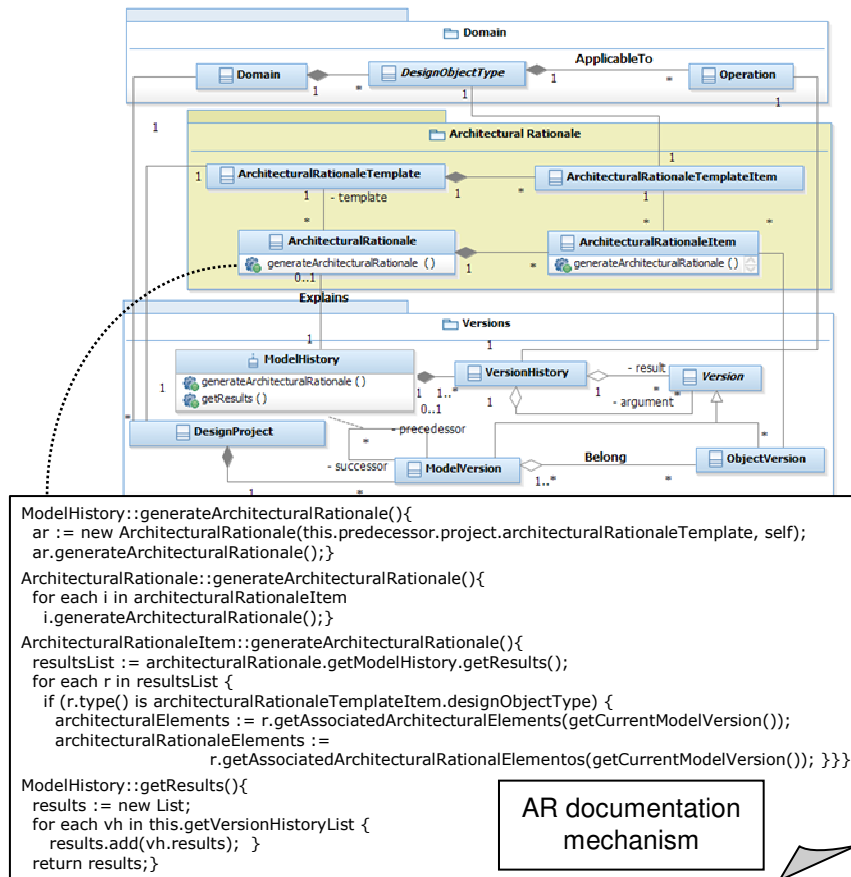 Domain
Domain
DesignObjectType
ApplicableTo
Operation
1
*
1
*
1
1
1
Architectural Rationale
1
1
ArchitecturalRationaleTemplate
ArchitecturalRationaleTemplateItem
1
1
*
1
- template
*
*
*
ArchitecturalRationale
ArchitecturalRationaleItem
generateArchitecturalRationale ( )
generateArchitecturalRationale ( )
0..1
1
*
Explains
Versions
1
1
ModelHistory
VersionHistory
- result
Version
generateArchitecturalRationale ( )
getResults ( )
1
1
1..*
0..1
1
1
*
*
- argument
*
DesignProject
*
- predecessor
*
- successor
ModelVersion
Belong
ObjectVersion
1
*
1..*
*
ModelHistory::generateArchitecturalRationale(){
ar := new ArchitecturalRationale(this.predecessor.project.architecturalRationaleTemplate, self);
ar.generateArchitecturalRationale();}
ArchitecturalRationale::generateArchitecturalRationale(){
for each i in architecturalRationaleItem
i.generateArchitecturalRationale();}
ArchitecturalRationaleItem::generateArchitecturalRationale(){
resultsList := architecturalRationale.getModelHistory.getResults();
for each r in resultsList {
if (r.type() is architecturalRationaleTemplateItem.designObjectType) {
architecturalElements := r.getAssociatedArchitecturalElements(getCurrentModelVersion());
architecturalRationaleElements :=
r.getAssociatedArchitecturalRationalElementos(getCurrentModelVersion()); }}}
ModelHistory::getResults(){
results := new List;
for each vh in this.getVersionHistoryList {
results.add(vh.results); }
return results;}
AR documentation
mechanism